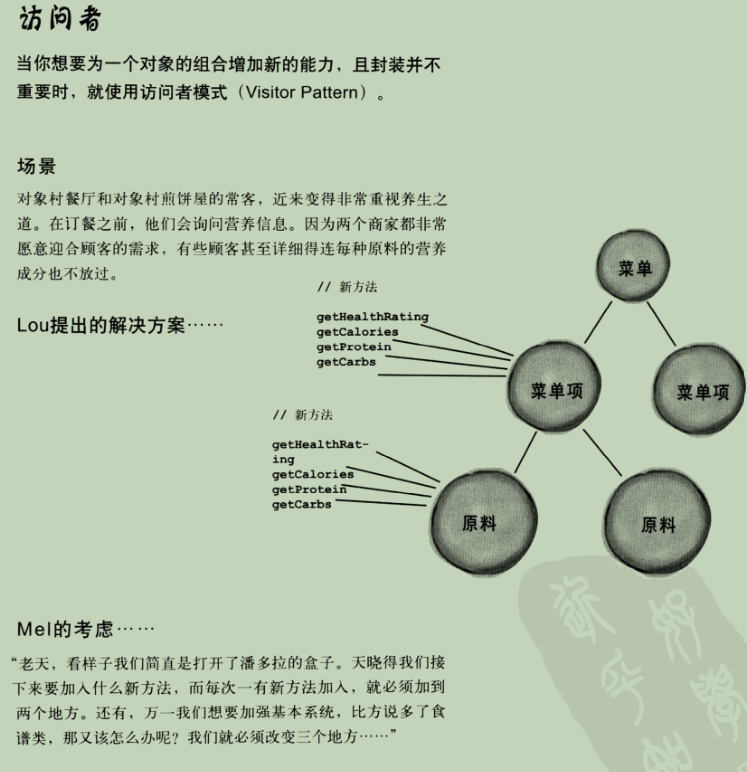 访问者
当你想要为一个对象的组合增加新的能力，且封装并不
重要时，就使用访问者模式（Visitor Pattern）。
场景
对象村餐厅和对象村煎饼屋的常客，近来变得非常重视养生之
道。在订餐之前，他们会询问营养信息。因为两个商家都非常
愿意迎合顾客的需求，有些顾客甚至详细得连每种原料的营养
成分也不放过。
Lou提出的解决方案……
// 新方法
getHealthRating
getCalories
getProtein
getCarbs
// 新方法
getHealthRat-
ing
getCalories
getProtein
getCarbs
菜单
菜单项
菜单项
原料
原料
Mel的考虑……
“老天，看样子我们简直是打开了潘多拉的盒子。天晓得我们接
下来要加入什么新方法，而每次一有新方法加入，就必须加到
两个地方。还有，万一我们想要加强基本系统，比方说多了食
谱类，那又该怎么办呢？我们就必须改变三个地方……”